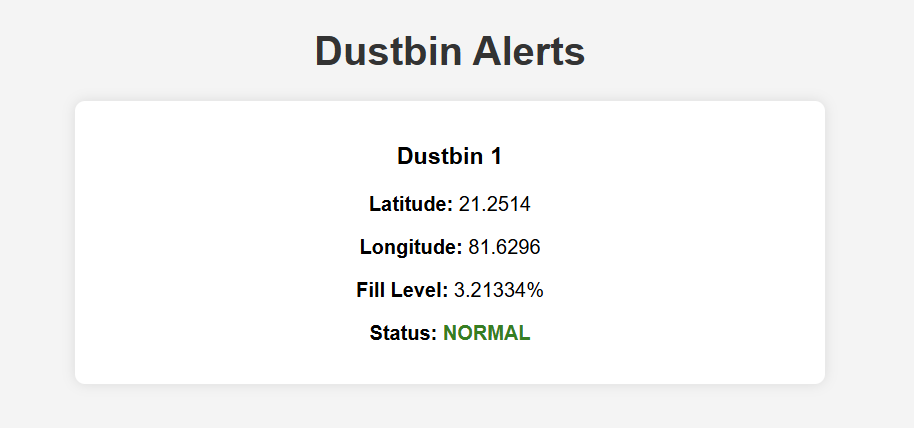 Dustbin Alerts
Dustbin 1
Latitude: 21.2514
Longitude: 81.6296
Fill Level: 3.21334%
Status: NORMAL